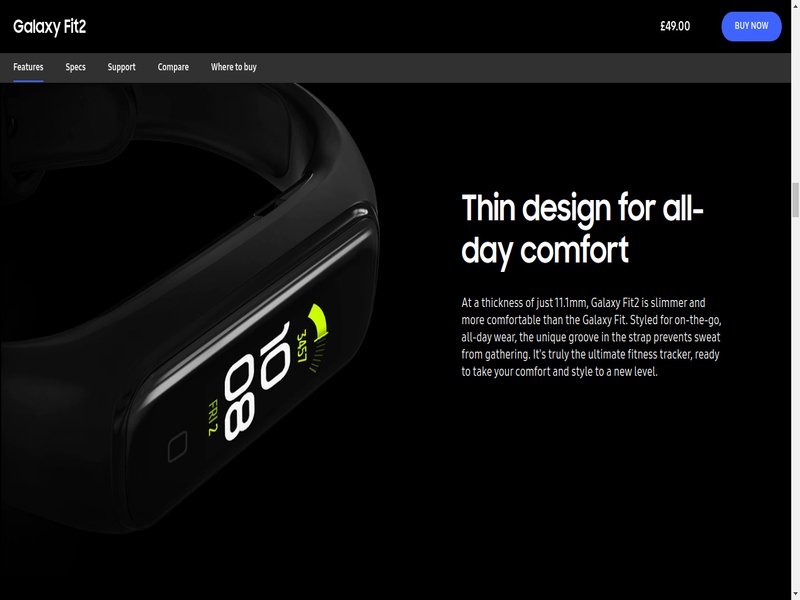 Galaxy Fit2
£49.00
BUY NOW
Features
Specs
Support
Compare
Where to buy
Thin design for all-
day comfort
At a thickness of just 11.1mm, Galaxy Fit2 is slimmer and
more comfortable than the Galaxy Fit. Styled for on-the-go,
all-day wear, the unique groove in the strap prevents sweat
from gathering. It's truly the ultimate fitness tracker, ready
to take your comfort and style to a new level.
3457
10
08
FRI 2